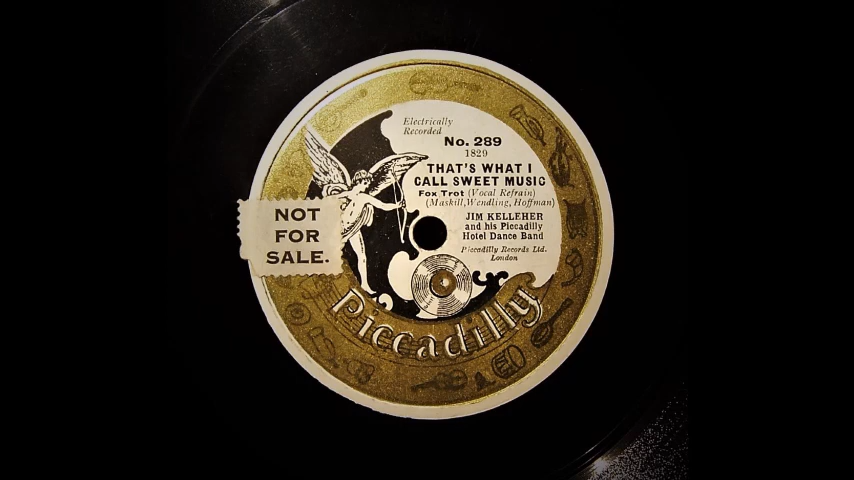 Electrically
Recorded
No. 289
1829
THAT'S WHAT I
CALL SWEET MUSIC
Fox Trot (Vocal Refrain)
(Maskill, Wendling, Hoffman)
JIM KELLEHER
and his Piccadilly
Hotel Dance Band
Piccadilly Records Ltd.
London
NOT
FOR
SALE.
Piccadilly